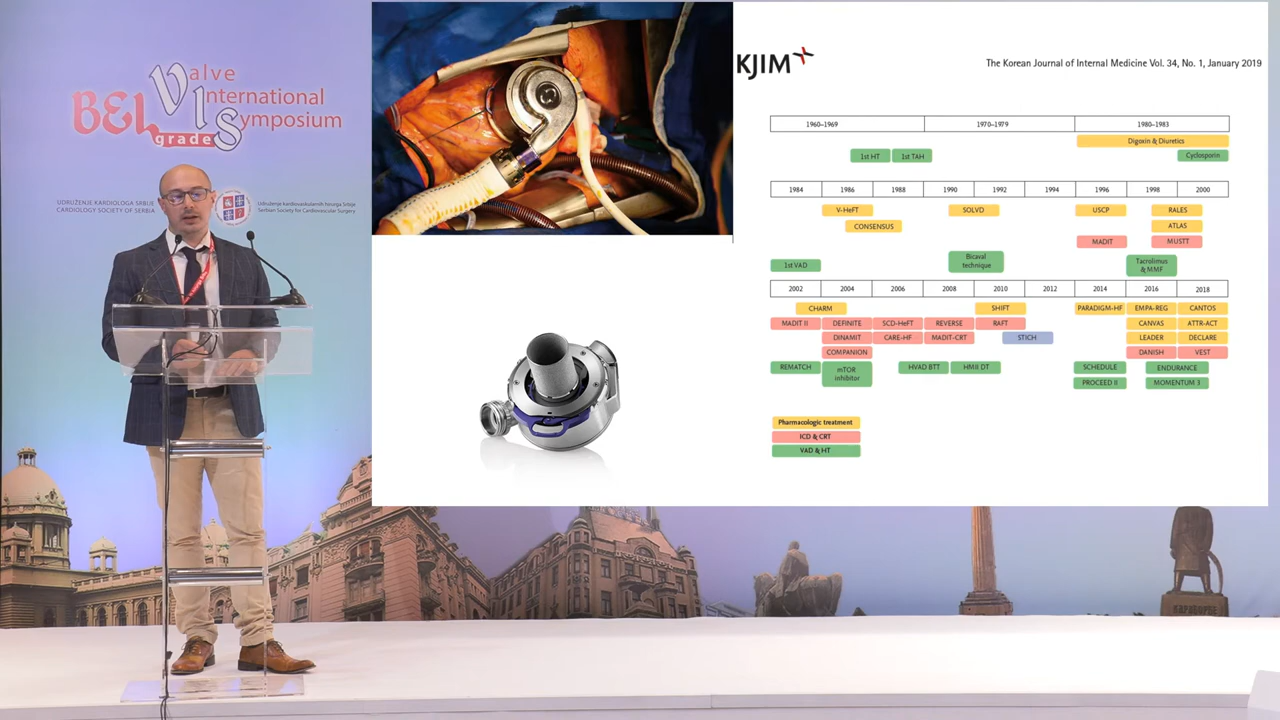 BEL
grade
Valve
International
Symposium
UDRUŽENJE KARDIOLOGA SRBIJE
CARDIOLOGY SOCIETY OF SERBIA
Udruženje kardiovaskularnih hirurga Srbije
Serbian Society for Cardiovascular Surgery
KJIM
The Korean Journal of Internal Medicine Vol. 34, No. 1, January 2019
1960–1969 1970–1979 1980–1983
Digoxin & Diuretics
1st HT 1st TAH Cyclosporin
1984 1986 1988 1990 1992 1994 1996 1998 2000
V-HeFT SOLVD USCP RALES
CONSENSUS ATLAS
MADIT MUSTT
1st VAD
Bicaval
technique
Tacrolimus
& MMF
2002 2004 2006 2008 2010 2012 2014 2016 2018
CHARM SHIFT PARADIGM-HF EMPA-REG CANTOS
MADIT II DEFINITE SCD-HeFT REVERSE RAFT CANVAS ATTR-ACT
DINAMIT CARE-HF MADIT-CRT STICH LEADER DECLARE
COMPANION DANISH VEST
REMATCH
mTOR
inhibitor
HVAD BTT HMII DT SCHEDULE ENDURANCE
PROCEED II MOMENTUM 3
Pharmacologic treatment
ICD & CRT
VAD & HT